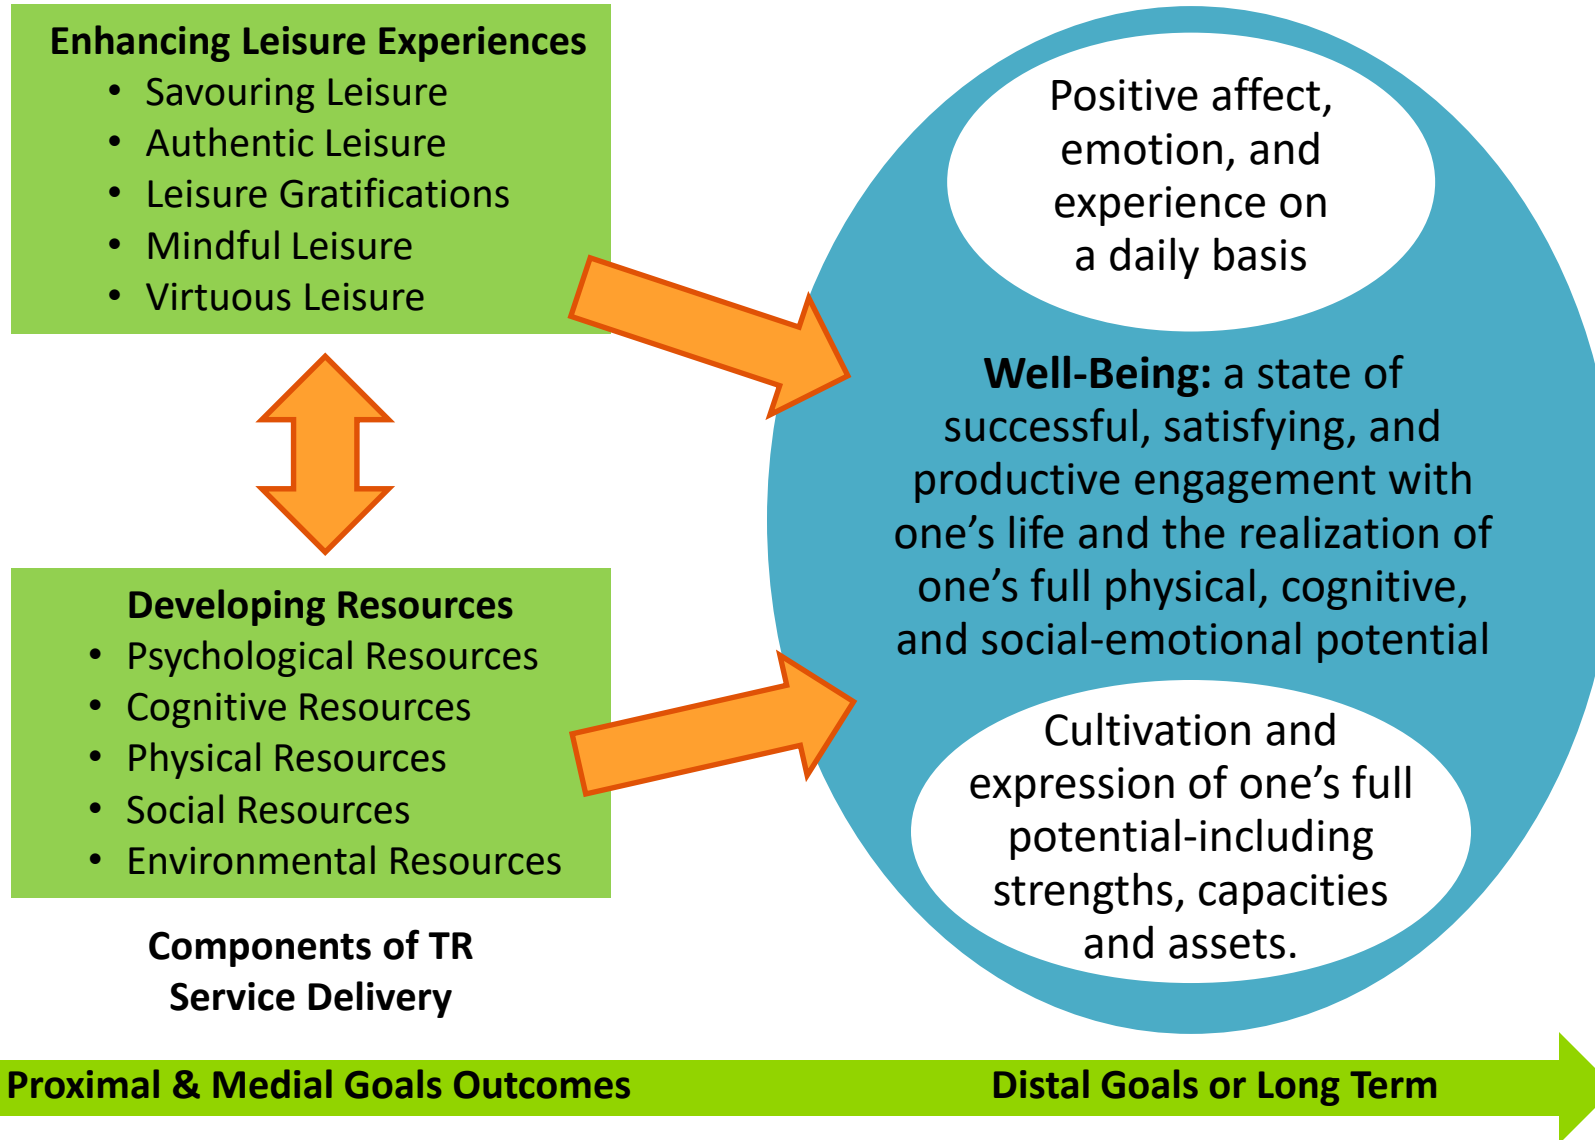 Enhancing Leisure Experiences
• Savouring Leisure
• Authentic Leisure
• Leisure Gratifications
• Mindful Leisure
• Virtuous Leisure
Developing Resources
• Psychological Resources
• Cognitive Resources
• Physical Resources
• Social Resources
• Environmental Resources
Components of TR
Service Delivery
Positive affect,
emotion, and
experience on
a daily basis
Well-Being: a state of
successful, satisfying, and
productive engagement with
one’s life and the realization of
one’s full physical, cognitive,
and social-emotional potential
Cultivation and
expression of one’s full
potential-including
strengths, capacities
and assets.
Proximal & Medial Goals Outcomes
Distal Goals or Long Term